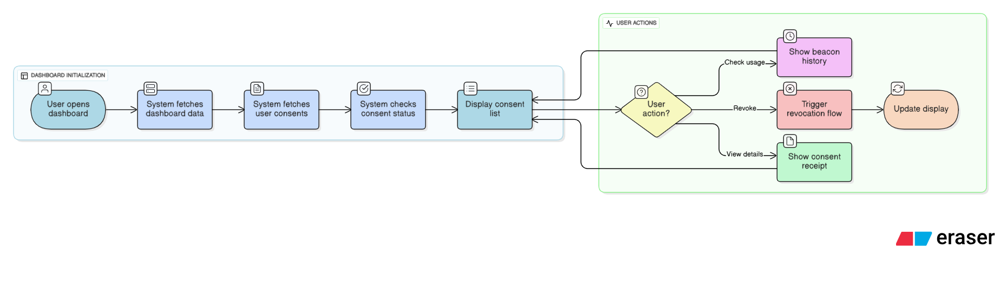 USER ACTIONS
DASHBOARD INITIALIZATION
User opens
dashboard
System fetches
dashboard data
System fetches
user consents
System checks
consent status
Display consent
list
User
action?
Check usage
Revoke
View details
Show beacon
history
Trigger
revocation flow
Update display
Show consent
receipt
eraser